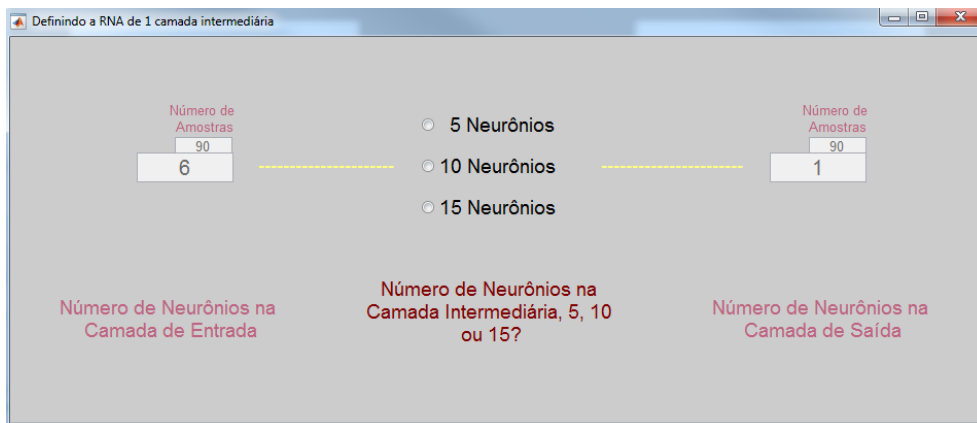 Definindo a RNA de 1 camada intermediária
Número de
Amostras
90
6
5 Neurônios
10 Neurônios
15 Neurônios
Número de
Amostras
90
1
Número de Neurônios na
Camada de Entrada
Número de Neurônios na
Camada Intermediária, 5, 10
ou 15?
Número de Neurônios na
Camada de Saída